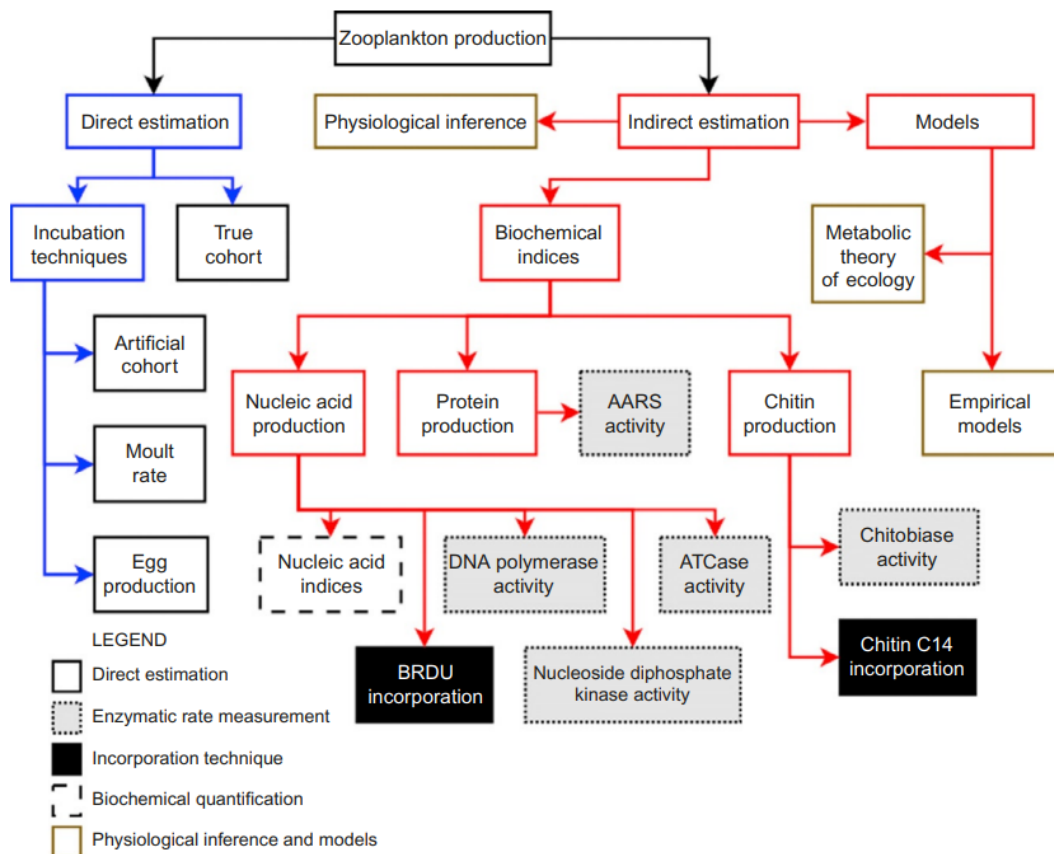 Zooplankton production
Direct estimation
Physiological inference
Indirect estimation
Models
Incubation
techniques
True
cohort
Biochemical
indices
Metabolic
theory
of ecology
Artificial
cohort
Nucleic acid
production
Protein
production
AARS
activity
Chitin
production
Empirical
models
Moult
rate
Egg
production
Nucleic acid
indices
DNA polymerase
activity
ATCase
activity
Chitobiase
activity
BRDU
incorporation
Nucleoside diphosphate
kinase activity
Chitin C14
incorporation
LEGEND
Direct estimation
Enzymatic rate measurement
Incorporation technique
Biochemical quantification
Physiological inference and models